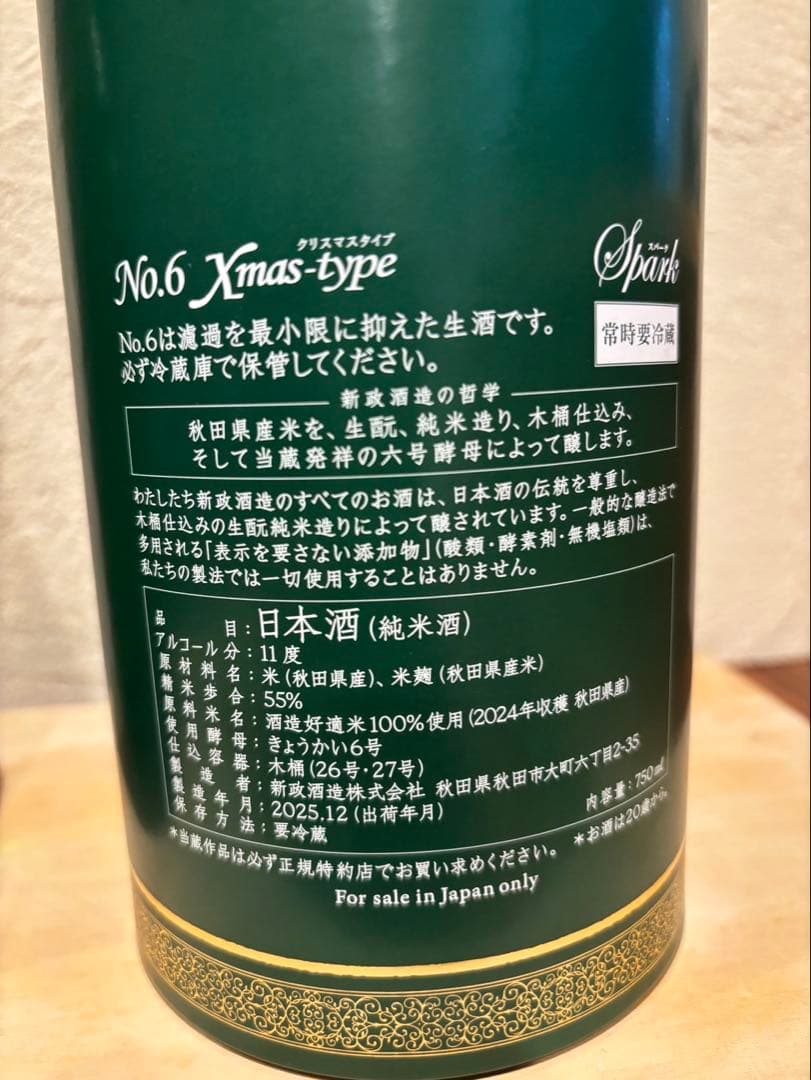 クリスマスタイプ
No.6 Xmas-type
スパーク
Spark
常時要冷蔵
No.6は濾過を最小限に抑えた生酒です。
必ず冷蔵庫で保管してください。
新政酒造の哲学
秋田県産米を、生酛、純米造り、木桶仕込み、
そして当蔵発祥の六号酵母によって醸します。
わたしたち新政酒造のすべてのお酒は、日本酒の伝統を尊重し、
木桶仕込みの生酛純米造りによって醸されています。一般的な醸造法で
多用される「表示を要さない添加物」(酸類・酵素剤・無機塩類)は、
私たちの製法では一切使用することはありません。
品目:日本酒(純米酒)
アルコール分:11度
原材料名:米(秋田県産)、米麹(秋田県産米)
精米歩合:55%
原料米名:酒造好適米100%使用(2024年収穫 秋田県産)
使用酵母:きょうかい6号
仕込容器:木桶(26号・27号)
製造者:新政酒造株式会社 秋田県秋田市大町六丁目2-35
製造年月:2025.12(出荷年月)
内容量:750mL
保存方法:要冷蔵
*当蔵作品は必ず正規特約店でお買い求めください。 *お酒は20歳から。
For sale in Japan only